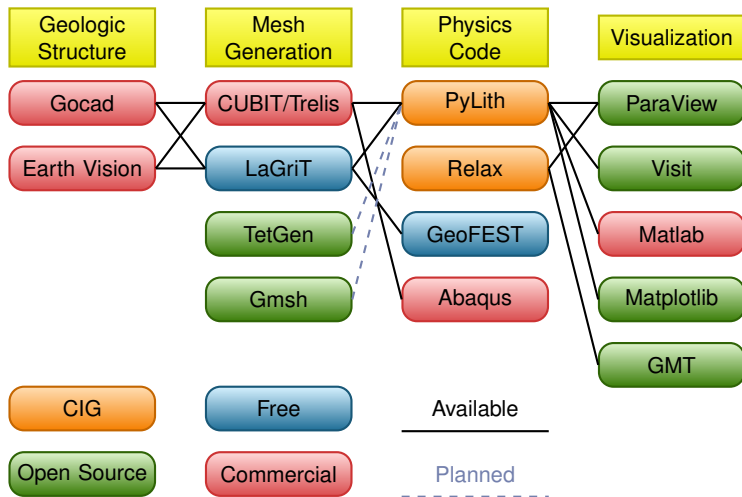 Geologic
Structure
Mesh
Generation
Physics
Code
Visualization
Gocad
CUBIT/Trelis
PyLith
ParaView
Earth Vision
LaGriT
Relax
Visit
TetGen
GeoFEST
Matlab
Gmsh
Abaqus
Matplotlib
GMT
CIG
Free
Available
Open Source
Commercial
Planned